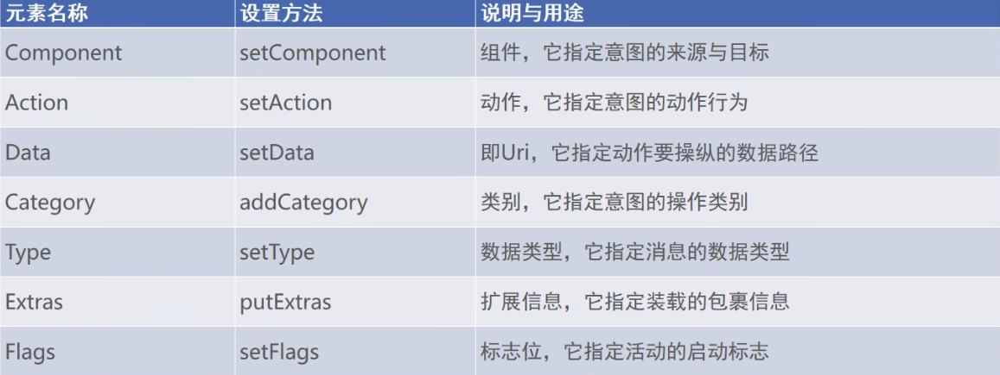 元素名称 设置方法 说明与用途
Component setComponent 组件，它指定意图的来源与目标
Action setAction 动作，它指定意图的动作行为
Data setData 即Uri，它指定动作要操纵的数据路径
Category addCategory 类别，它指定意图的操作类别
Type setType 数据类型，它指定消息的数据类型
Extras putExtras 扩展信息，它指定装载的包裹信息
Flags setFlags 标志位，它指定活动的启动标志